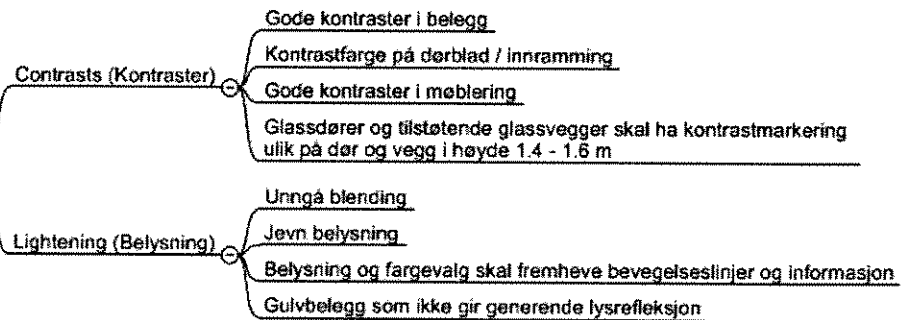 Gode kontraster i belegg
Kontrastfarge på dørblad / innramming
Contrasts (Kontraster)
Gode kontraster i møblering
Glassdører og tilstøtende glassvegger skal ha kontrastmarkering
ulik på dør og vegg i høyde 1.4 - 1.6 m
Unngå blending
Jevn belysning
Lightening (Belysning)
Belysning og fargevalg skal fremheve bevegelseslinjer og informasjon
Gulvbelegg som ikke gir generende lysrefleksjon